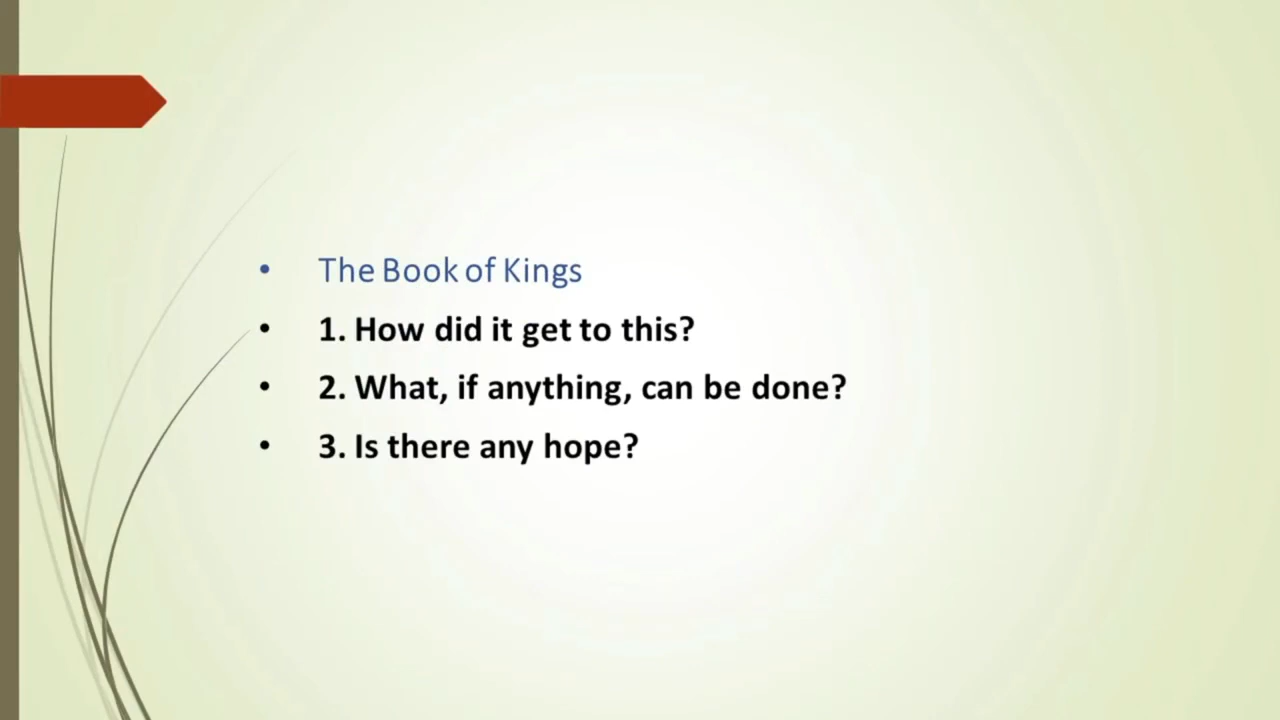 • The Book of Kings
• 1. How did it get to this?
• 2. What, if anything, can be done?
• 3. Is there any hope?